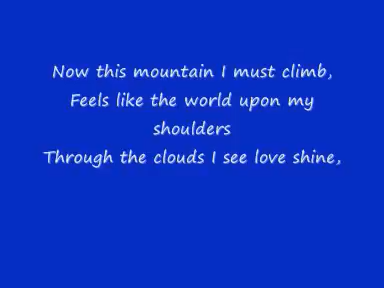 Now this mountain I must climb,
Feels like the world upon my
shoulders
Through the clouds I see love shine,